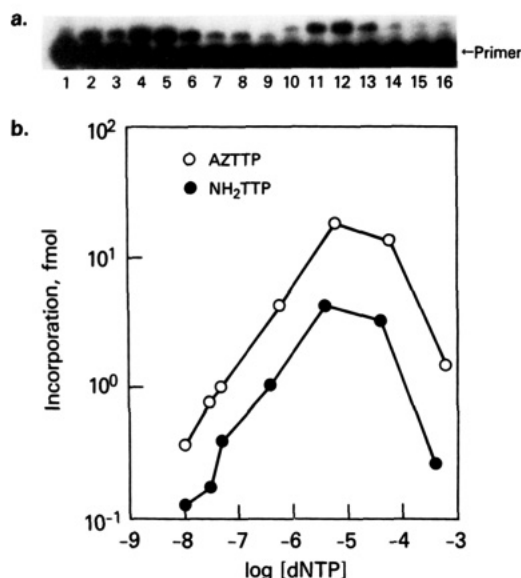 a.
←Primer
1 2 3 4 5 6 7 8 9 10 11 12 13 14 15 16
b.
10²
○ AZTTP
● NH₂TTP
10¹
Incorporation, fmol
10⁰
10⁻¹
-9 -8 -7 -6 -5 -4 -3
log [dNTP]